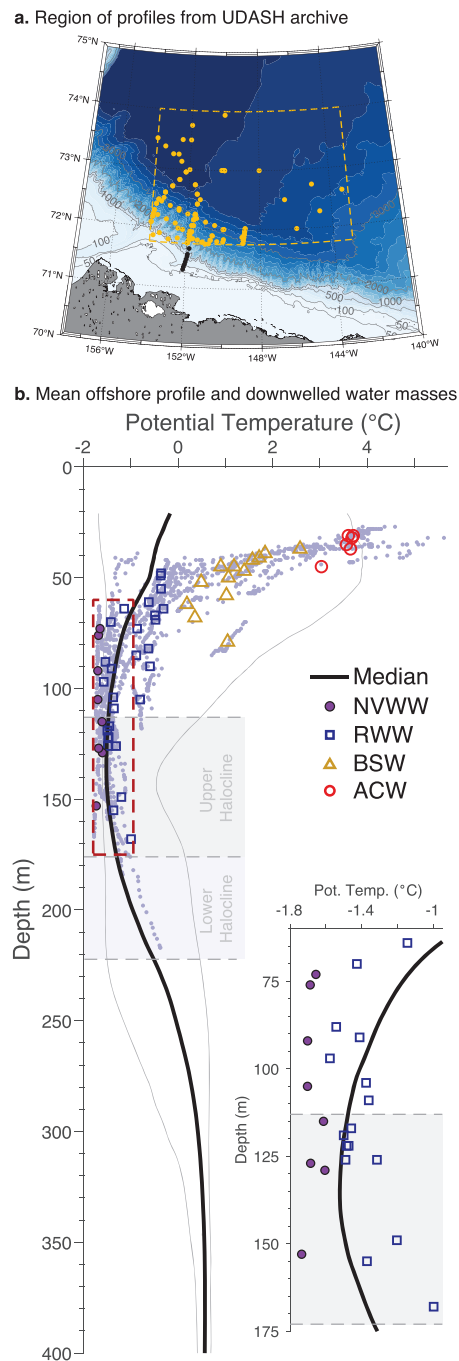 a. Region of profiles from UDASH archive
75°N
74°N
73°N
72°N
71°N
70°N
1000
100
50
500
100
1000
2000
50
156°W
152°W
148°W
144°W
140°W
b. Mean offshore profile and downwelled water masses
Potential Temperature (°C)
-2 0 2 4
0
50
100
150
200
250
300
350
400
Depth (m)
Median
NVWW
RWW
BSW
ACW
Upper
Halocline
Lower
Halocline
Pot. Temp. (°C)
-1.8 -1.4 -1
75
100
125
150
175
Depth (m)